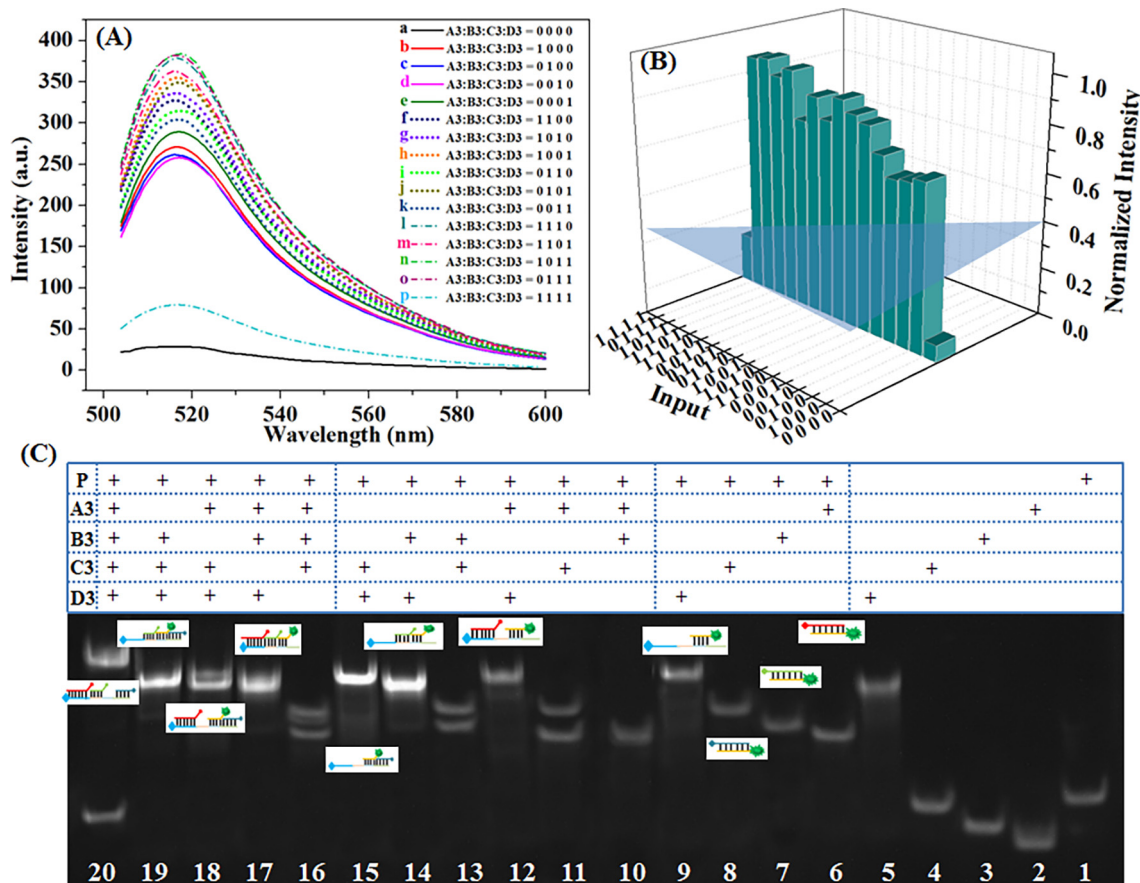 (A)
Intensity (a.u.)
400
350
300
250
200
150
100
50
0
500
520
540
560
580
600
Wavelength (nm)
a A3:B3:C3:D3 = 0 0 0 0
b A3:B3:C3:D3 = 1 0 0 0
c A3:B3:C3:D3 = 0 1 0 0
d A3:B3:C3:D3 = 0 0 1 0
e A3:B3:C3:D3 = 0 0 0 1
f A3:B3:C3:D3 = 1 1 0 0
g A3:B3:C3:D3 = 1 0 1 0
h A3:B3:C3:D3 = 1 0 0 1
i A3:B3:C3:D3 = 0 1 1 0
j A3:B3:C3:D3 = 0 1 0 1
k A3:B3:C3:D3 = 0 0 1 1
l A3:B3:C3:D3 = 1 1 1 0
m A3:B3:C3:D3 = 1 1 0 1
n A3:B3:C3:D3 = 1 0 1 1
o A3:B3:C3:D3 = 0 1 1 1
p A3:B3:C3:D3 = 1 1 1 1
(B)
1.0
0.8
0.6
0.4
0.2
0.0
Normalized Intensity
Input
(C)
P + + + + + + + + + + + + + + + +
A3 + + + + + + + + +
B3 + + + + + + + + +
C3 + + + + + + + + +
D3 + + + + + + + + +
20 19 18 17 16 15 14 13 12 11 10 9 8 7 6 5 4 3 2 1